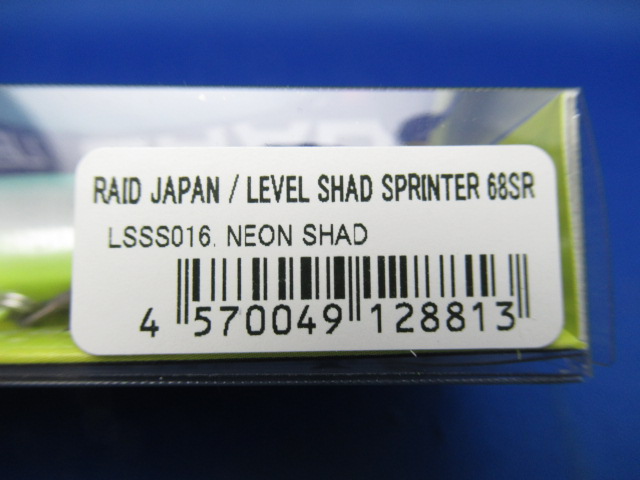 RAID JAPAN / LEVEL SHAD SPRINTER 68SR
LSSS016. NEON SHAD
4 570049 128813